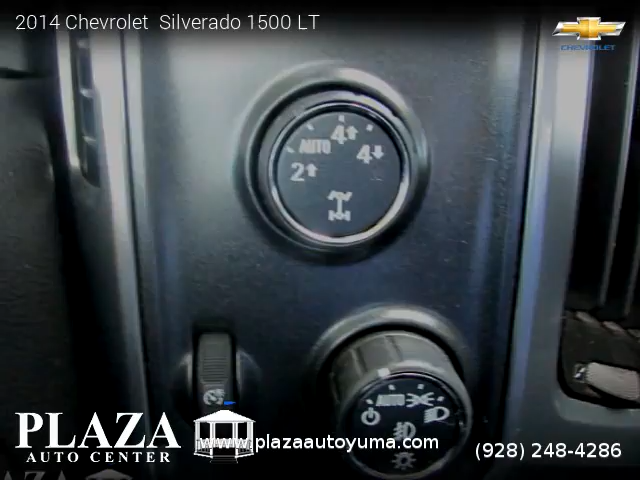 2014 Chevrolet Silverado 1500 LT
CHEVROLET
4↑
AUTO
4↓
2↑
AUTO
PLAZA
AUTO CENTER
www.plazaautoyuma.com
(928) 248-4286